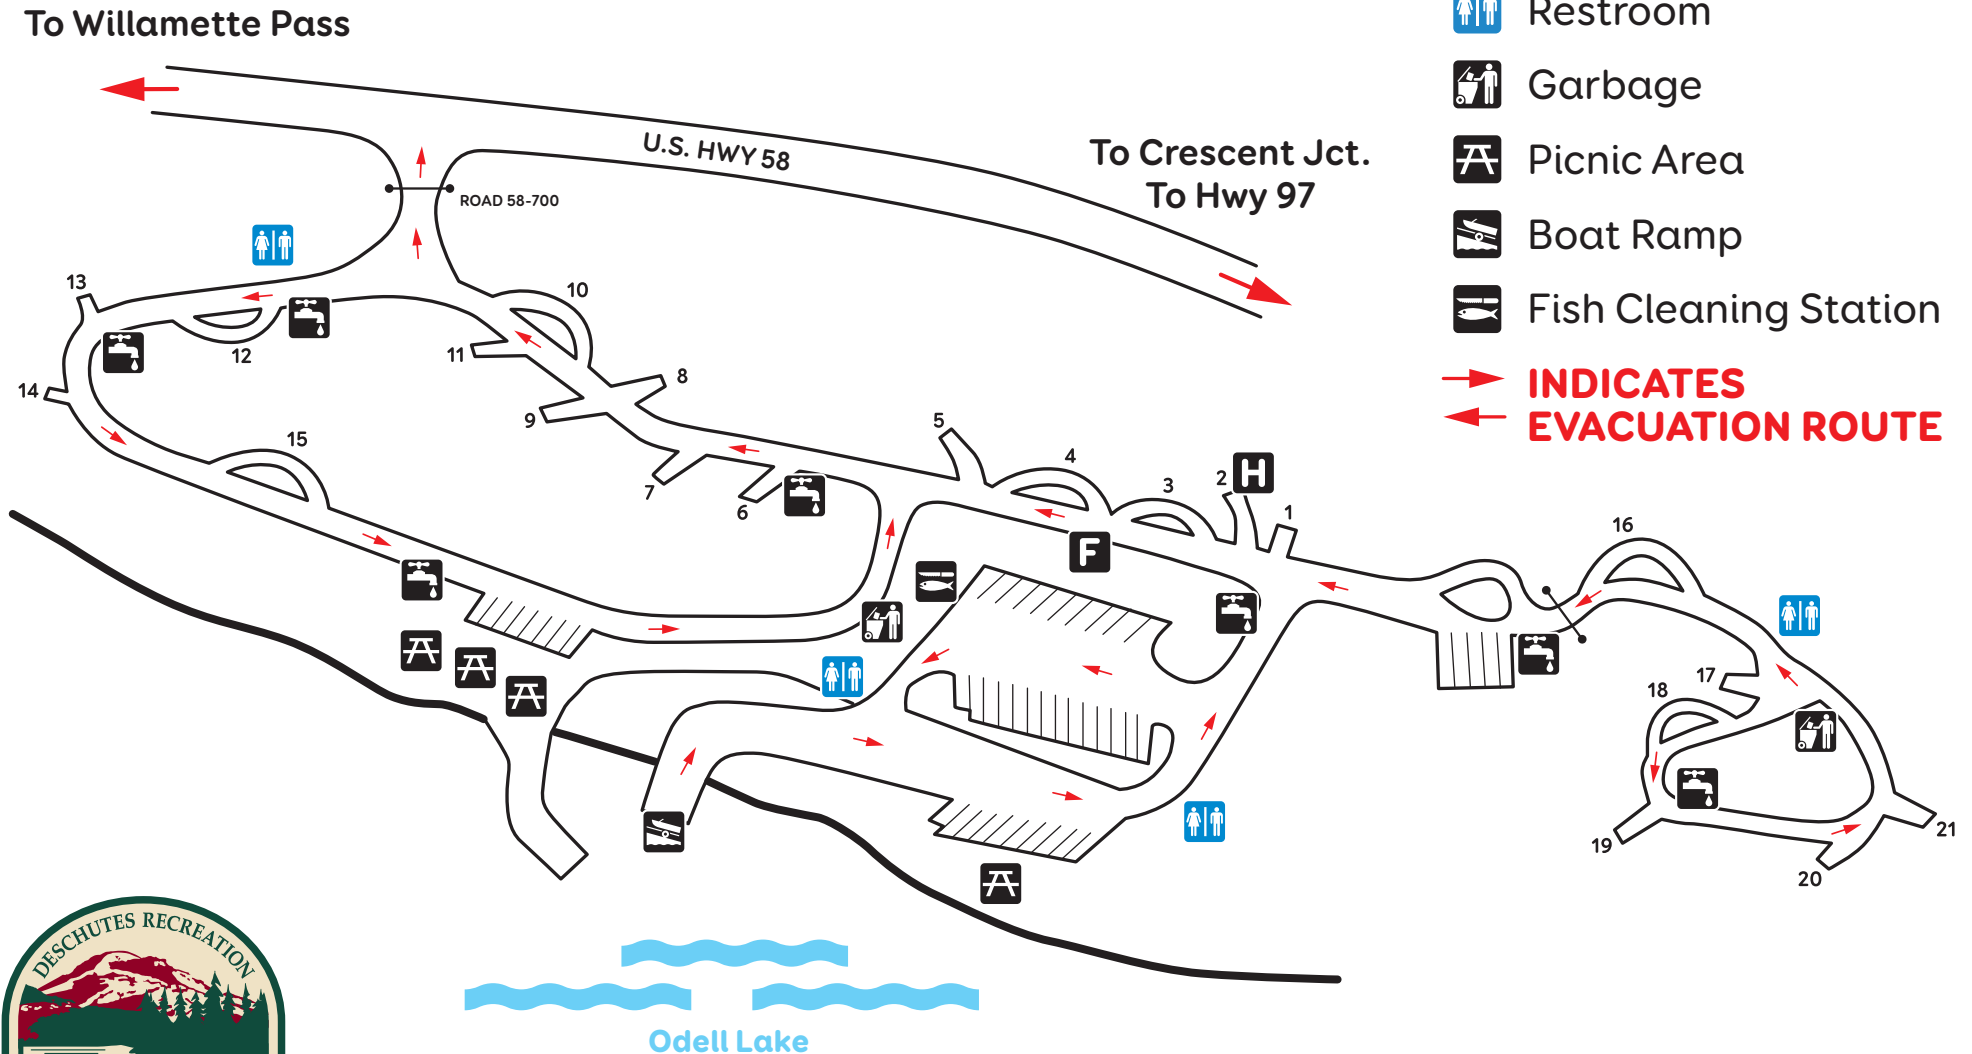 To Willamette Pass
Restroom
Garbage
Picnic Area
Boat Ramp
Fish Cleaning Station
INDICATES
EVACUATION ROUTE
U.S. HWY 58
To Crescent Jct.
To Hwy 97
ROAD 58-700
13
10
12
11
14
8
9
5
15
4
7
6
3
2
H
1
F
16
17
18
19
20
21
DESCHUTES RECREATION
Odell Lake